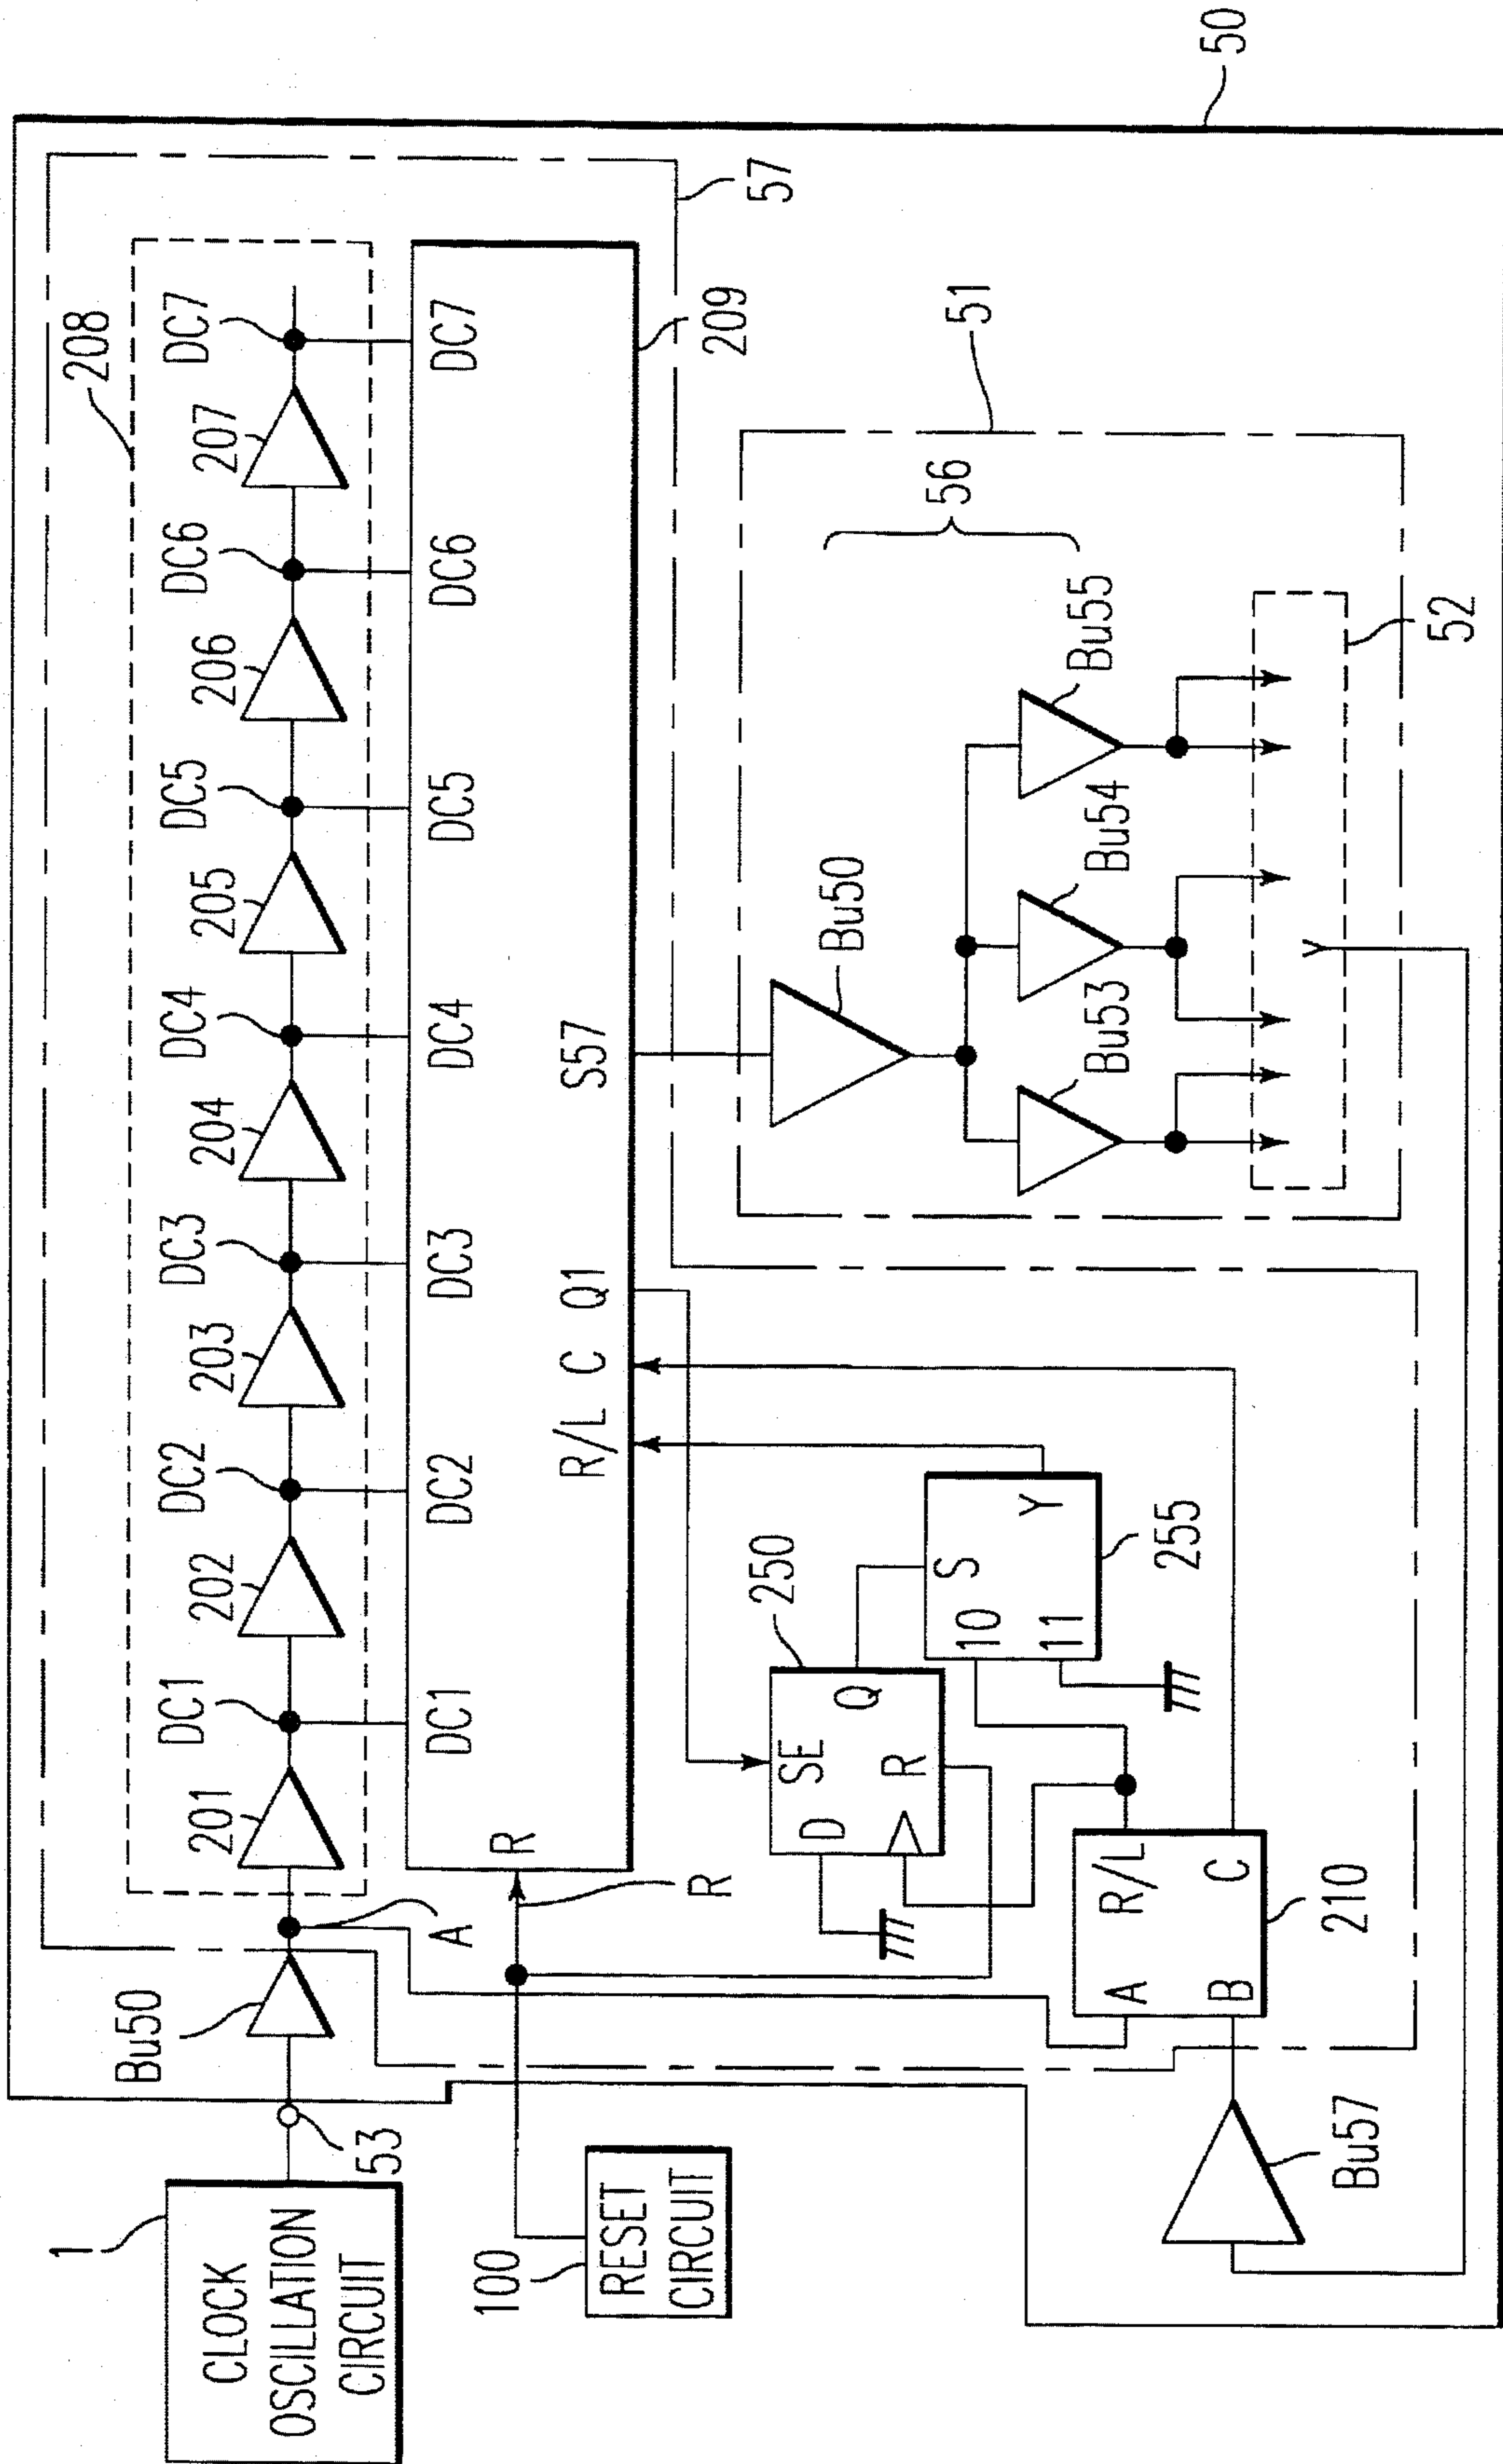 1
CLOCK
OSCILLATION
CIRCUIT
53
Bu50
A
201
202
203
204
205
206
207
208
DC1
DC2
DC3
DC4
DC5
DC6
DC7
DC1
DC2
DC3
DC4
DC5
DC6
DC7
R
R/L
C
Q1
S57
209
57
50
100
RESET
CIRCUIT
R
250
D
SE
Q
R
S
10
11
Y
255
A
B
R/L
C
210
Bu57
Bu50
56
51
Bu53
Bu54
Bu55
52